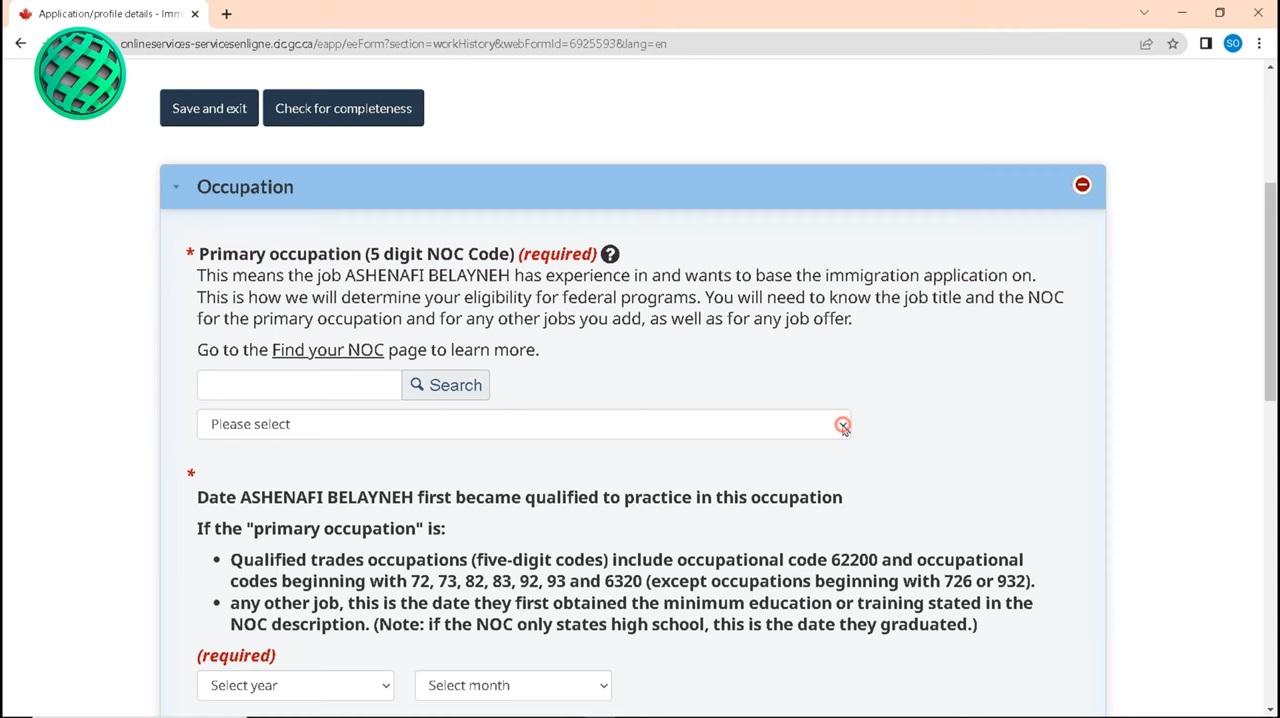 Application/profile details - Imm
onlineservices-servicesenligne.cic.gc.ca/eapp/eeForm?section=workHistory&webFormId=6925593&lang=en
SO
Save and exit
Check for completeness
Occupation
* Primary occupation (5 digit NOC Code) (required) ?
This means the job ASHENAFI BELAYNEH has experience in and wants to base the immigration application on.
This is how we will determine your eligibility for federal programs. You will need to know the job title and the NOC
for the primary occupation and for any other jobs you add, as well as for any job offer.
Go to the Find your NOC page to learn more.
Search
Please select
*
Date ASHENAFI BELAYNEH first became qualified to practice in this occupation
If the "primary occupation" is:
• Qualified trades occupations (five-digit codes) include occupational code 62200 and occupational
codes beginning with 72, 73, 82, 83, 92, 93 and 6320 (except occupations beginning with 726 or 932).
• any other job, this is the date they first obtained the minimum education or training stated in the
NOC description. (Note: if the NOC only states high school, this is the date they graduated.)
(required)
Select year
Select month